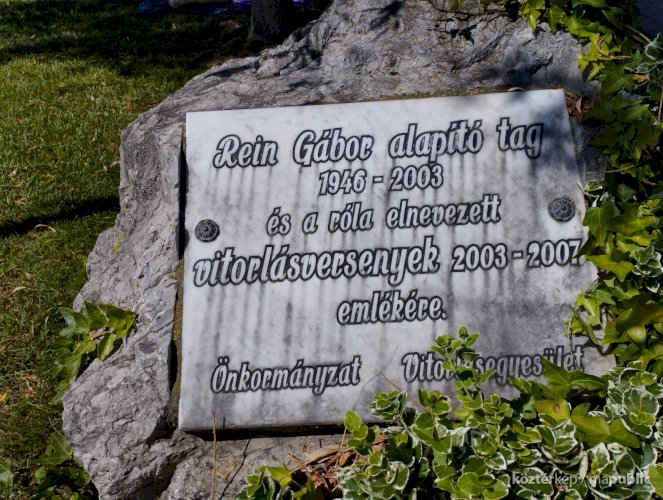 Rein Gábor alapító tag
1946 - 2003
és a róla elnevezett
vitorlásversenyek 2003 - 2007
emlékére.
Önkormányzat
köztérkép / mapublic